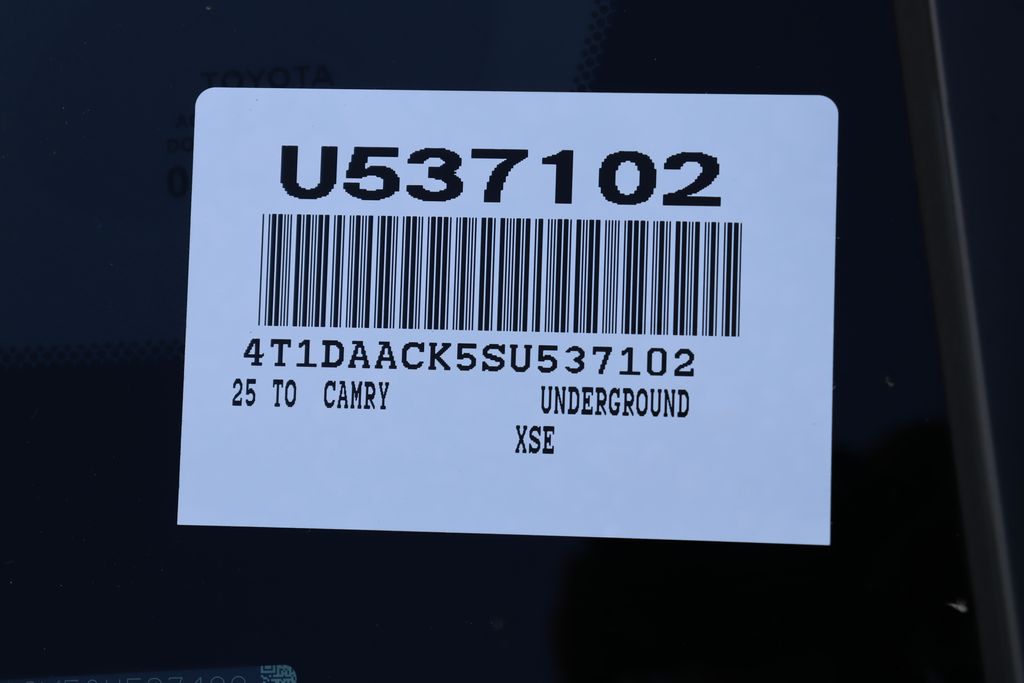 TOYOTA
U537102
4T1DAACK5SU537102
25 TO CAMRY UNDERGROUND
XSE